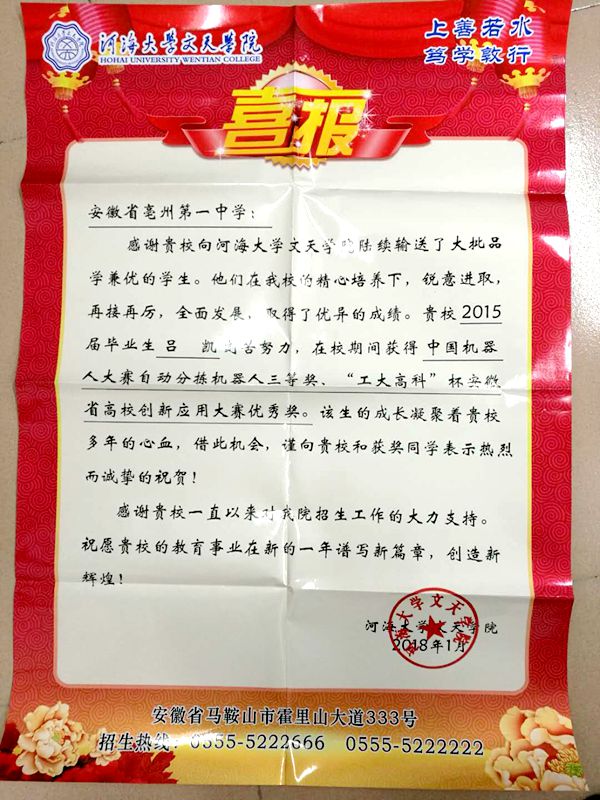 河海大学文天学院
HOHAI UNIVERSITY WENTIAN COLLEGE
上善若水
笃学敦行
喜报
安徽省亳州第一中学：
感谢贵校向河海大学文天学院陆续输送了大批品
学兼优的学生。他们在我校的精心培养下，锐意进取，
再接再厉，全面发展，取得了优异的成绩。贵校 2015
届毕业生吕 凯刻苦努力，在校期间获得 中国机器
人大赛自动分拣机器人三等奖、“工大高科”杯安徽
省高校创新应用大赛优秀奖。该生的成长凝聚着贵校
多年的心血，借此机会，谨向贵校和获奖同学表示热烈
而诚挚的祝贺！
感谢贵校一直以来对我院招生工作的大力支持。
祝愿贵校的教育事业在新的一年谱写新篇章，创造新
辉煌！
河海大学文天学院
2018年1月
河海大学文天学院
安徽省马鞍山市霍里山大道333号
招生热线：0555-5222666 0555-5222222